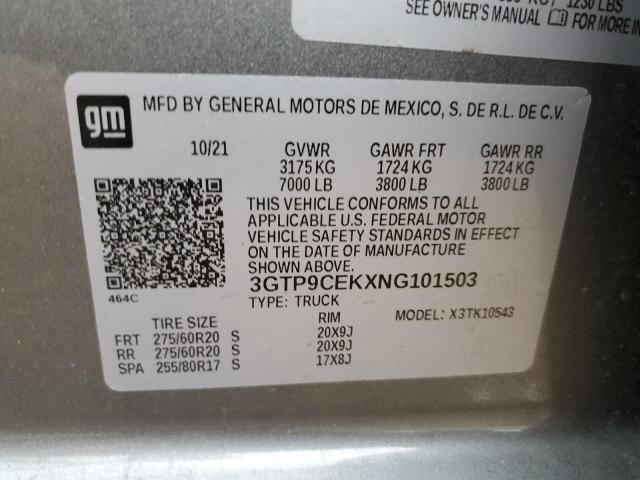 1230 LBS
SEE OWNER'S MANUAL FOR MORE IN
gm
MFD BY GENERAL MOTORS DE MEXICO, S. DE R.L. DE C.V.
10/21 GVWR GAWR FRT GAWR RR
3175 KG 1724 KG 1724 KG
7000 LB 3800 LB 3800 LB
THIS VEHICLE CONFORMS TO ALL
APPLICABLE U.S. FEDERAL MOTOR
VEHICLE SAFETY STANDARDS IN EFFECT
ON THE DATE OF MANUFACTURE
SHOWN ABOVE.
464C
3GTP9CEKXNG101503
TYPE: TRUCK MODEL: X3TK10543
TIRE SIZE RIM
FRT 275/60R20 S 20X9J
RR 275/60R20 S 20X9J
SPA 255/80R17 S 17X8J